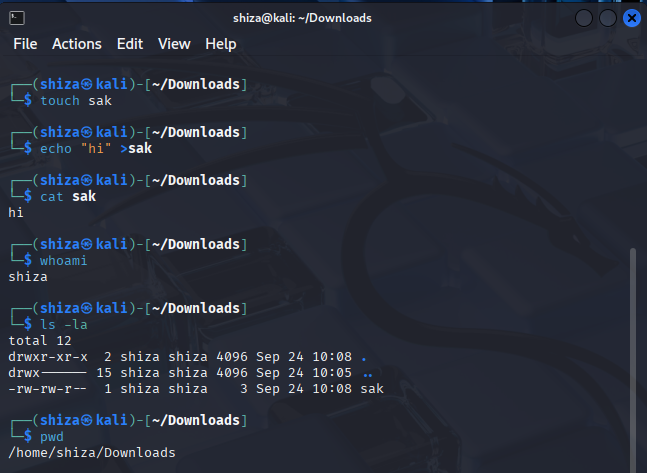 shiza@kali: ~/Downloads
File Actions Edit View Help
┌──(shiza㉿kali)-[~/Downloads]
└─$ touch sak
┌──(shiza㉿kali)-[~/Downloads]
└─$ echo "hi" >sak
┌──(shiza㉿kali)-[~/Downloads]
└─$ cat sak
hi
┌──(shiza㉿kali)-[~/Downloads]
└─$ whoami
shiza
┌──(shiza㉿kali)-[~/Downloads]
└─$ ls -la
total 12
drwxr-xr-x  2 shiza shiza 4096 Sep 24 10:08 .
drwx------ 15 shiza shiza 4096 Sep 24 10:05 ..
-rw-rw-r--  1 shiza shiza    3 Sep 24 10:08 sak
┌──(shiza㉿kali)-[~/Downloads]
└─$ pwd
/home/shiza/Downloads